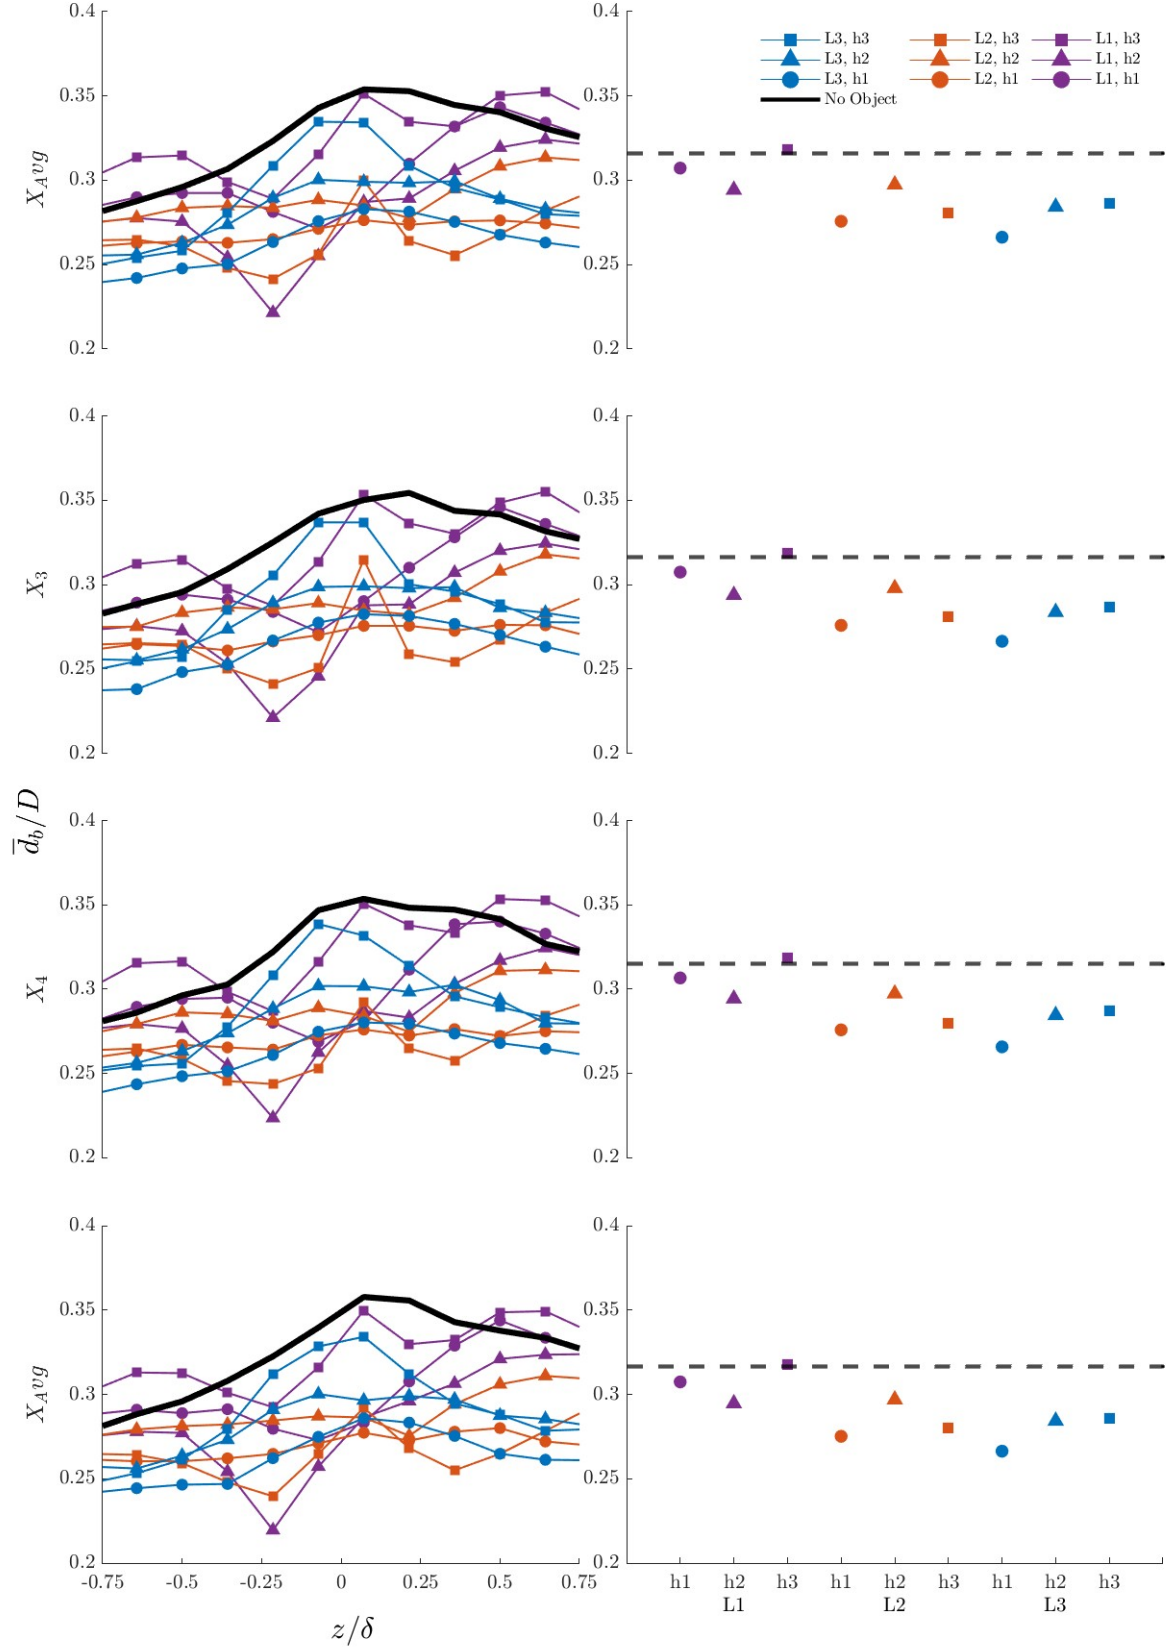 L3, h3 L2, h3 L1, h3
L3, h2 L2, h2 L1, h2
L3, h1 L2, h1 L1, h1
No Object
0.4 0.4
0.35 0.35
0.3 0.3
0.25 0.25
0.2 0.2
X_Avg
0.4 0.4
0.35 0.35
0.3 0.3
0.25 0.25
0.2 0.2
X_3
d̄_b/D
0.4 0.4
0.35 0.35
0.3 0.3
0.25 0.25
0.2 0.2
X_4
0.4 0.4
0.35 0.35
0.3 0.3
0.25 0.25
0.2 0.2
X_Avg
-0.75 -0.5 -0.25 0 0.25 0.5 0.75
z/δ
h1 h2 h3 h1 h2 h3 h1 h2 h3
L1 L2 L3